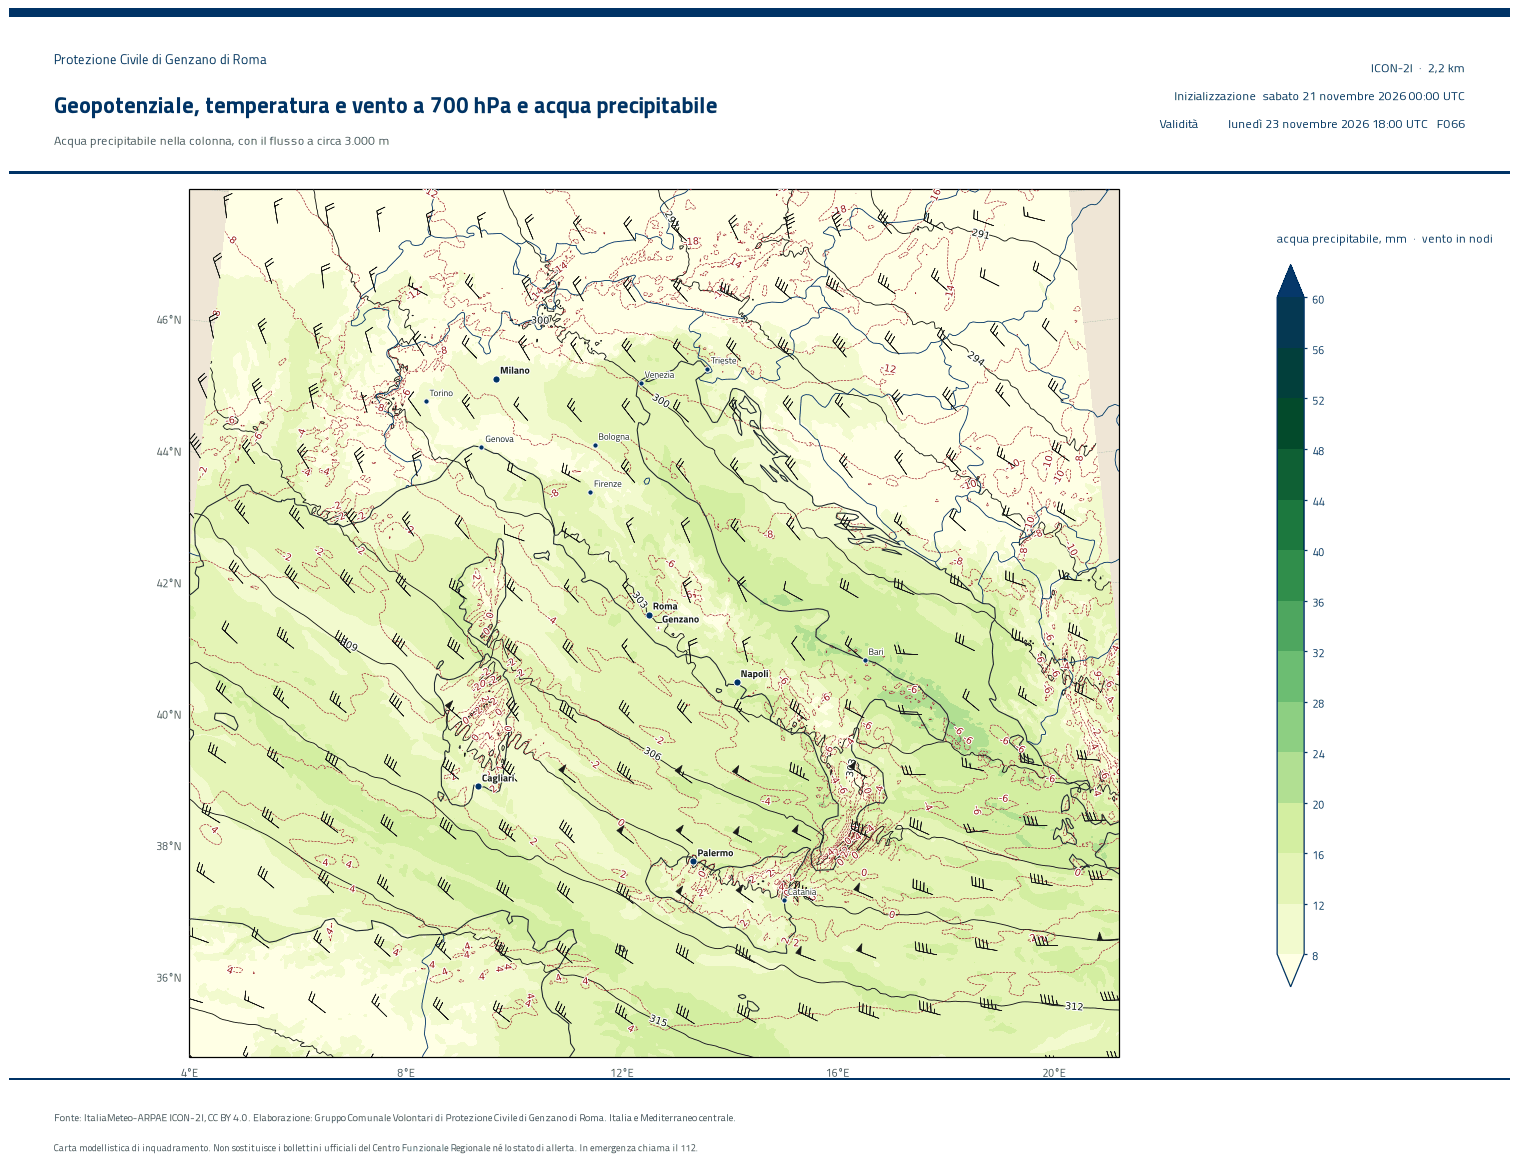 Protezione Civile di Genzano di Roma
Geopotenziale, temperatura e vento a 700 hPa e acqua precipitabile
Acqua precipitabile nella colonna, con il flusso a circa 3.000 m
ICON-2I · 2,2 km
Inizializzazione sabato 21 novembre 2026 00:00 UTC
Validità lunedì 23 novembre 2026 18:00 UTC F066
acqua precipitabile, mm · vento in nodi
60
56
52
48
44
40
36
32
28
24
20
16
12
8
46°N
44°N
42°N
40°N
38°N
36°N
4°E
8°E
12°E
16°E
20°E
Milano
Torino
Venezia
Trieste
Genova
Bologna
Firenze
Roma
Genzano
Napoli
Bari
Cagliari
Palermo
Catania
291
294
300
300
303
303
306
309
312
315
Fonte: ItaliaMeteo-ARPAE ICON-2I, CC BY 4.0. Elaborazione: Gruppo Comunale Volontari di Protezione Civile di Genzano di Roma. Italia e Mediterraneo centrale.
Carta modellistica di inquadramento. Non sostituisce i bollettini ufficiali del Centro Funzionale Regionale né lo stato di allerta. In emergenza chiama il 112.